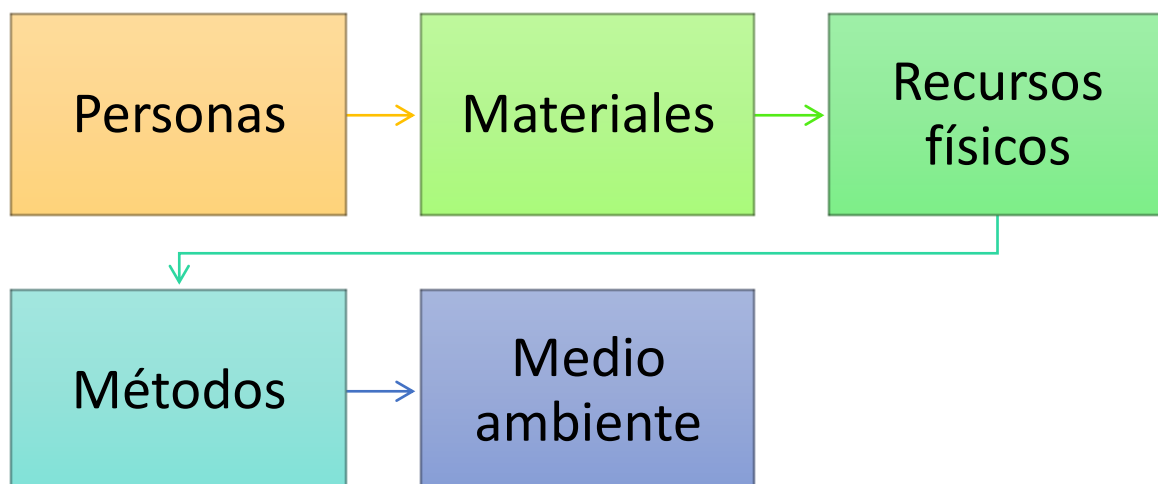 Personas
Materiales
Recursos
físicos
Métodos
Medio
ambiente